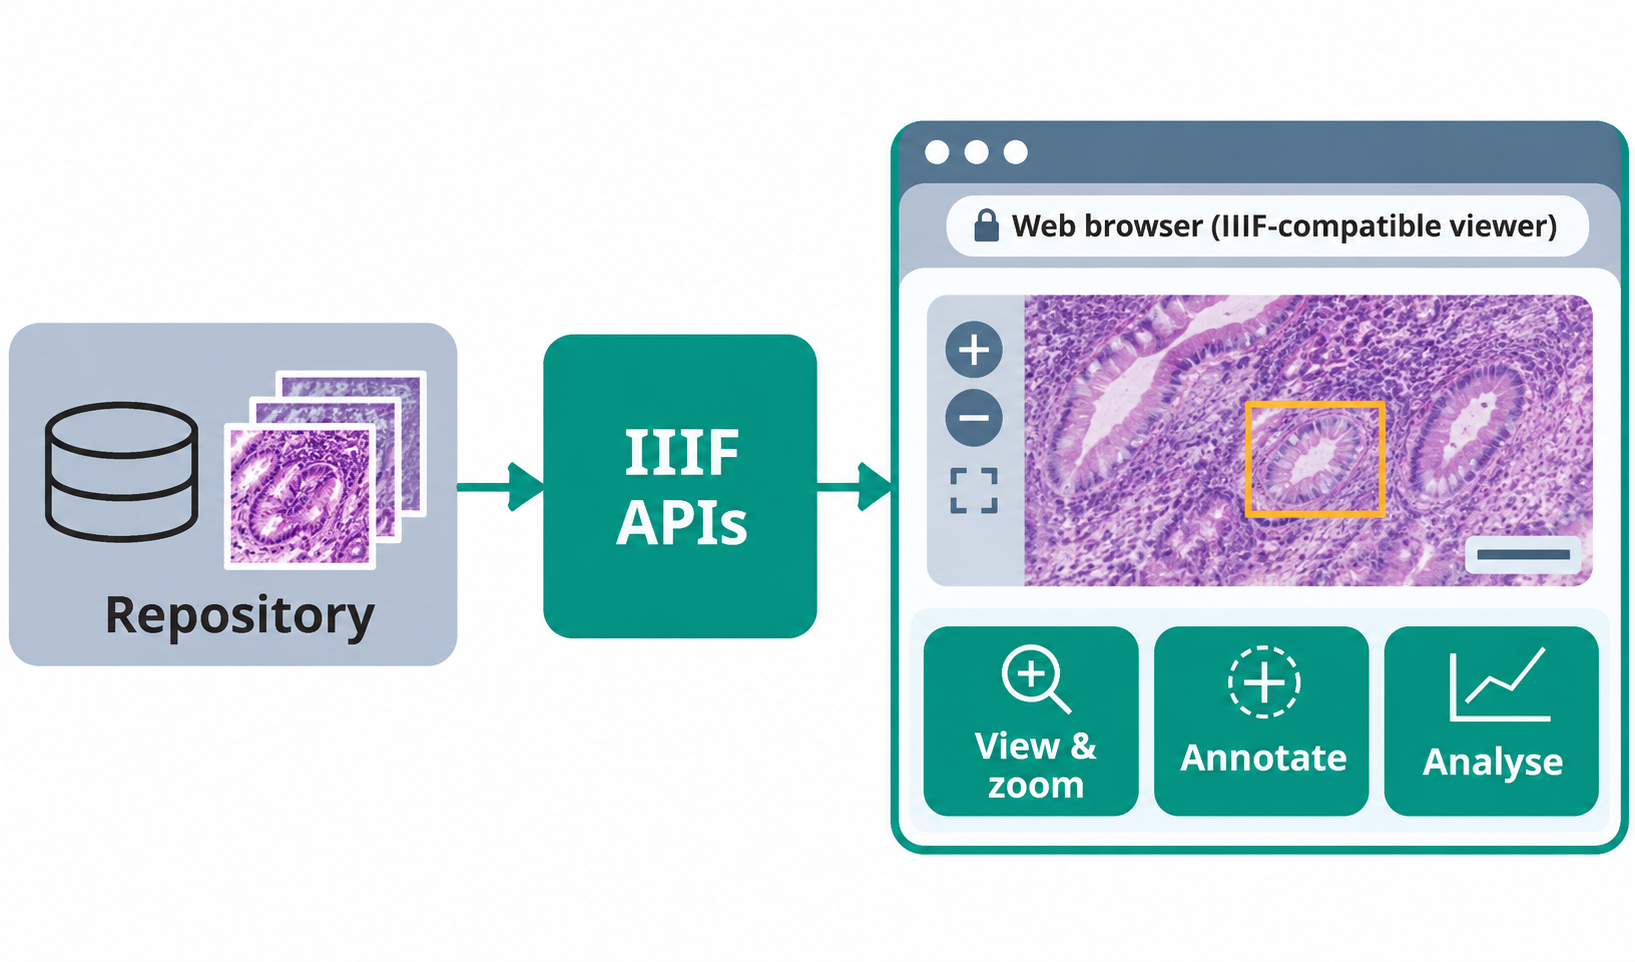 Repository
IIIF
APIs
Web browser (IIIF-compatible viewer)
View &
zoom
Annotate
Analyse